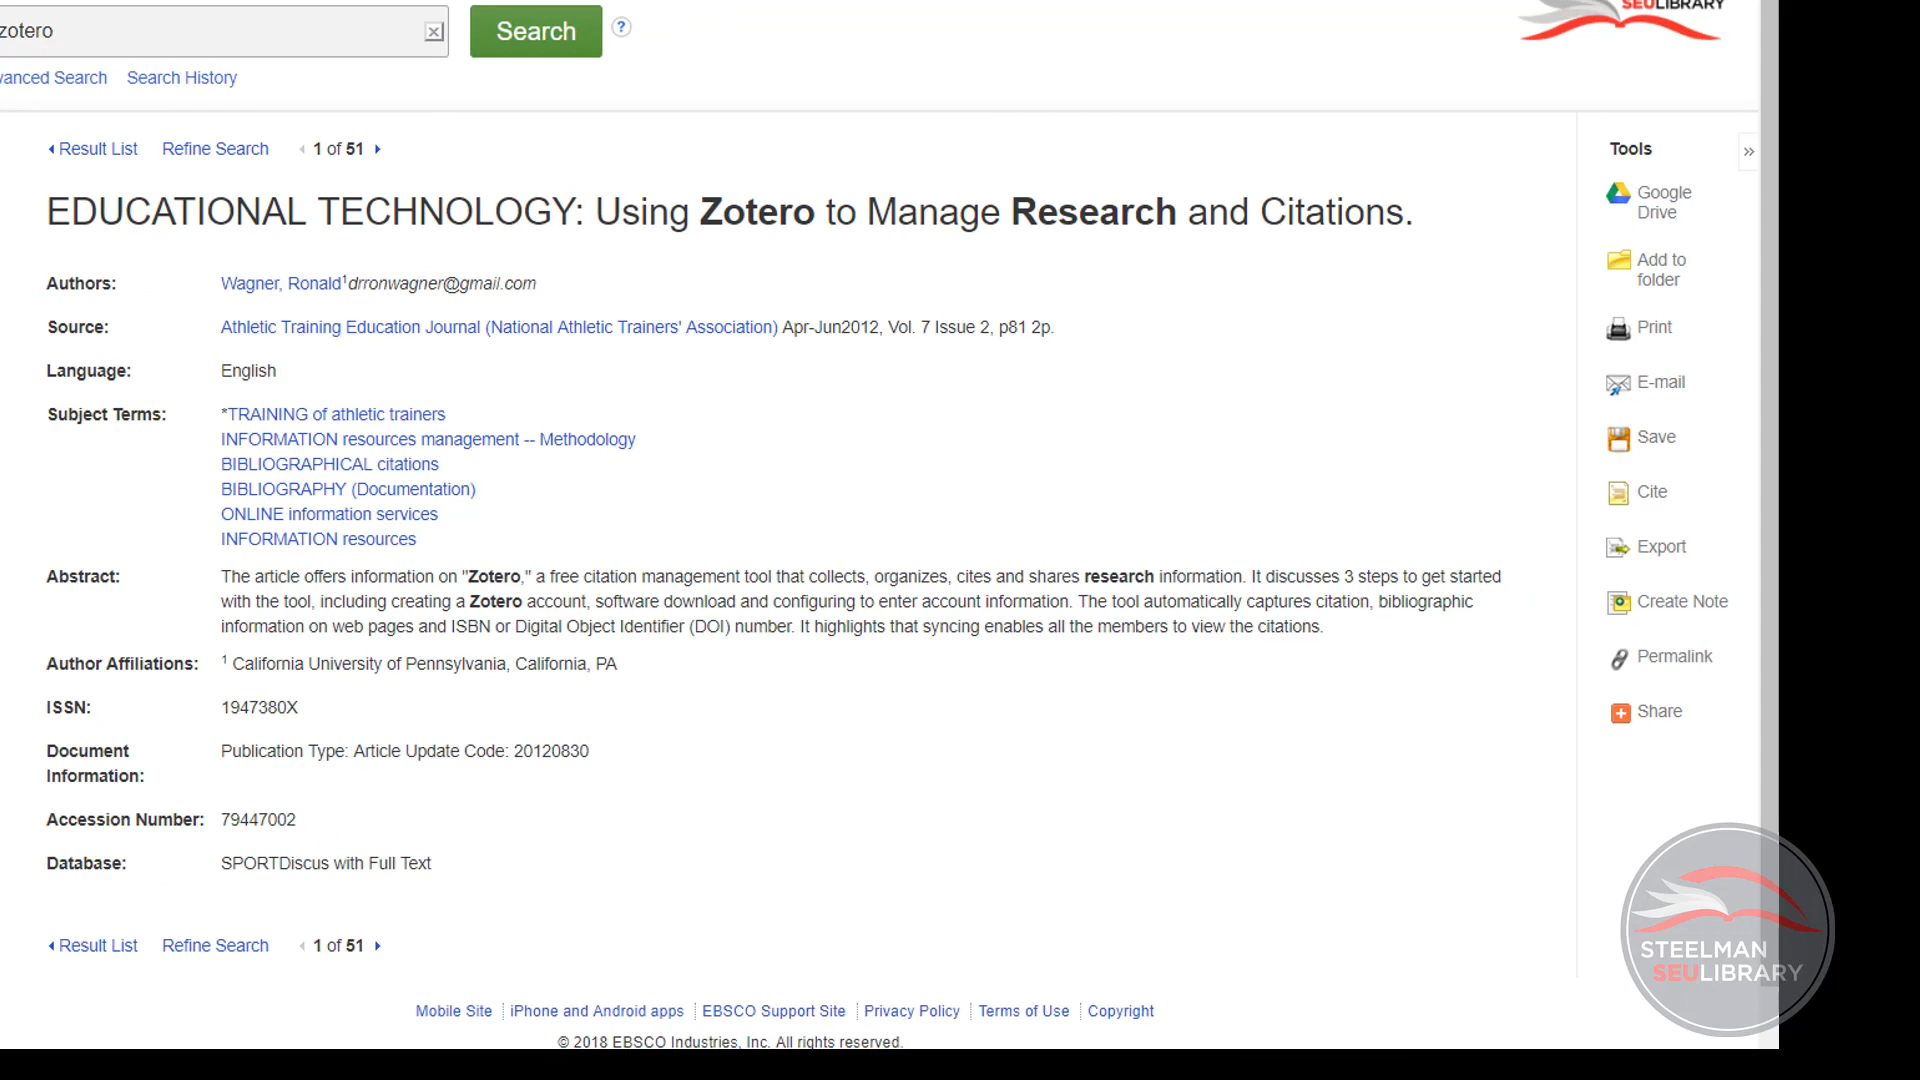 SEULIBRARY
zotero
Search
?
vanced Search Search History
Result List Refine Search 1 of 51
Tools
»
EDUCATIONAL TECHNOLOGY: Using Zotero to Manage Research and Citations.
Google
Drive
Authors: Wagner, Ronald1drronwagner@gmail.com
Add to
folder
Source: Athletic Training Education Journal (National Athletic Trainers' Association) Apr-Jun2012, Vol. 7 Issue 2, p81 2p.
Print
Language: English
E-mail
Subject Terms: *TRAINING of athletic trainers
INFORMATION resources management -- Methodology
Save
BIBLIOGRAPHICAL citations
BIBLIOGRAPHY (Documentation)
Cite
ONLINE information services
INFORMATION resources
Export
Abstract: The article offers information on "Zotero," a free citation management tool that collects, organizes, cites and shares research information. It discusses 3 steps to get started
with the tool, including creating a Zotero account, software download and configuring to enter account information. The tool automatically captures citation, bibliographic
Create Note
information on web pages and ISBN or Digital Object Identifier (DOI) number. It highlights that syncing enables all the members to view the citations.
Permalink
Author Affiliations: 1 California University of Pennsylvania, California, PA
ISSN: 1947380X
Share
Document
Information:
Publication Type: Article Update Code: 20120830
Accession Number: 79447002
Database: SPORTDiscus with Full Text
Result List Refine Search 1 of 51
STEELMAN
SEULIBRARY
Mobile Site iPhone and Android apps EBSCO Support Site Privacy Policy Terms of Use Copyright
© 2018 EBSCO Industries, Inc. All rights reserved.